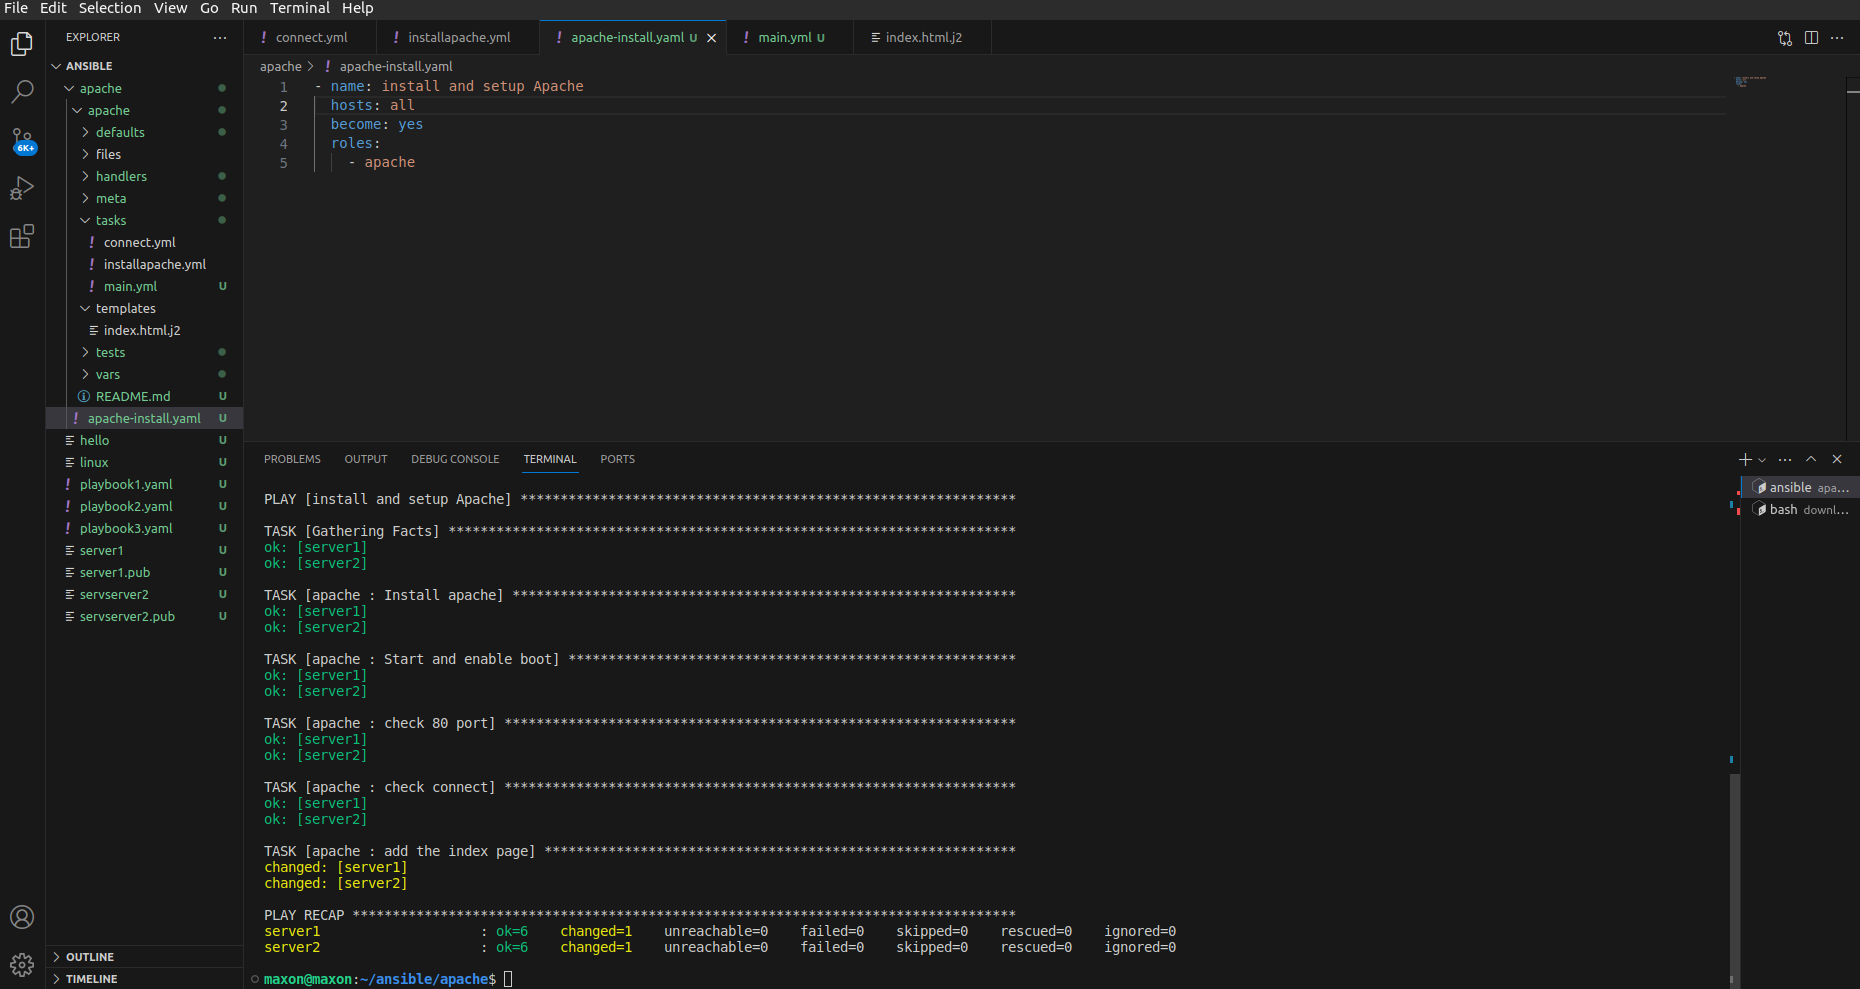 File Edit Selection View Go Run Terminal Help
EXPLORER ···
ANSIBLE
apache
apache
defaults
files
handlers
meta
tasks
! connect.yml
! installapache.yml
! main.yml U
templates
index.html.j2
tests
vars
README.md U
! apache-install.yaml U
hello U
linux U
! playbook1.yaml U
! playbook2.yaml U
! playbook3.yaml U
server1 U
server1.pub U
servserver2 U
servserver2.pub U
OUTLINE
TIMELINE
6K+
! connect.yml ! installapache.yml ! apache-install.yaml U ! main.yml U index.html.j2
apache > ! apache-install.yaml
1 - name: install and setup Apache
2 hosts: all
3 become: yes
4 roles:
5 - apache
PROBLEMS OUTPUT DEBUG CONSOLE TERMINAL PORTS
PLAY [install and setup Apache] **************************************************************
TASK [Gathering Facts] ***********************************************************************
ok: [server1]
ok: [server2]
TASK [apache : Install apache] ***************************************************************
ok: [server1]
ok: [server2]
TASK [apache : Start and enable boot] ********************************************************
ok: [server1]
ok: [server2]
TASK [apache : check 80 port] ****************************************************************
ok: [server1]
ok: [server2]
TASK [apache : check connect] ****************************************************************
ok: [server1]
ok: [server2]
TASK [apache : add the index page] ***********************************************************
changed: [server1]
changed: [server2]
PLAY RECAP ***********************************************************************************
server1 : ok=6 changed=1 unreachable=0 failed=0 skipped=0 rescued=0 ignored=0
server2 : ok=6 changed=1 unreachable=0 failed=0 skipped=0 rescued=0 ignored=0
maxon@maxon:~/ansible/apache$
ansible apa...
bash downl...